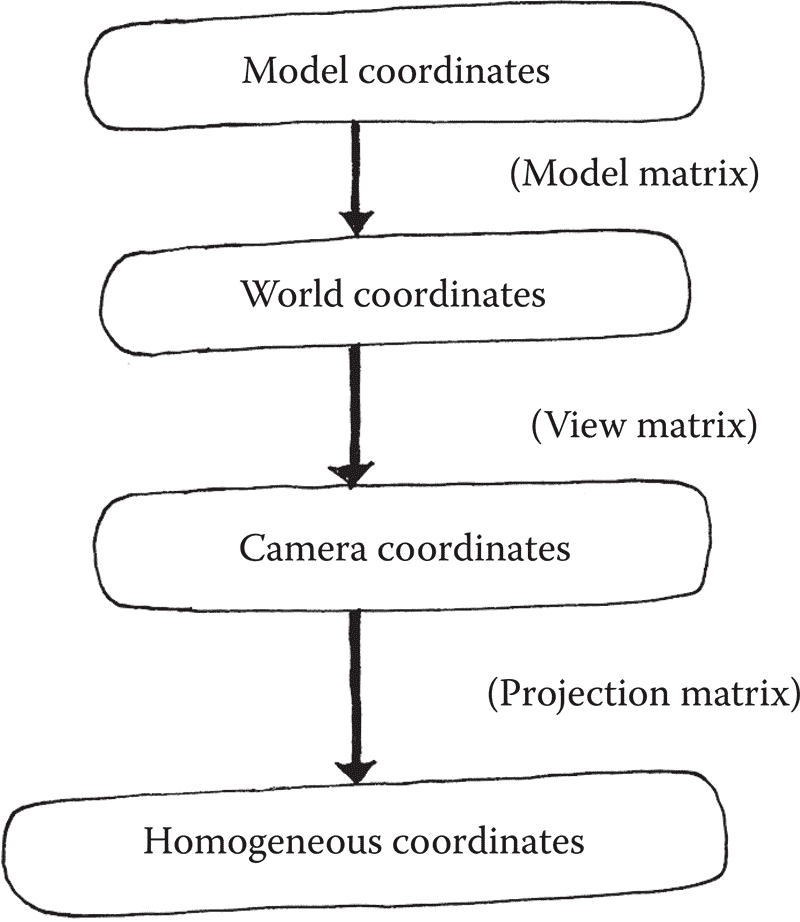 Model coordinates
(Model matrix)
World coordinates
(View matrix)
Camera coordinates
(Projection matrix)
Homogeneous coordinates